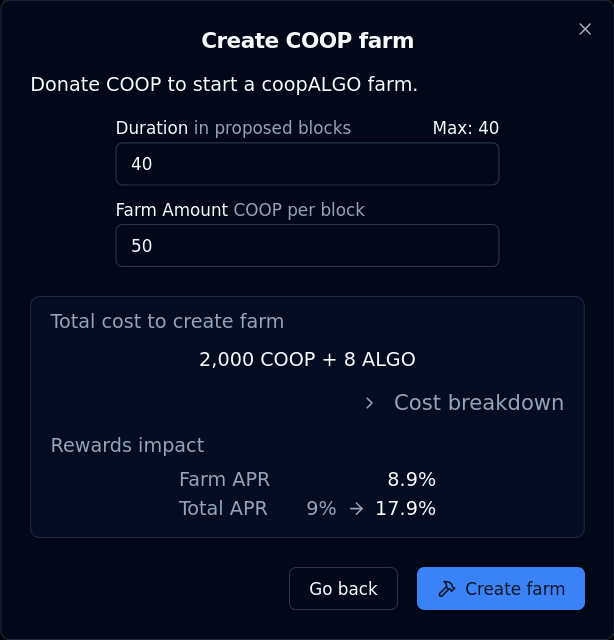 Create COOP farm
Donate COOP to start a coopALGO farm.
Duration in proposed blocks Max: 40
40
Farm Amount COOP per block
50
Total cost to create farm
2,000 COOP + 8 ALGO
Cost breakdown
Rewards impact
Farm APR 8.9%
Total APR 9% → 17.9%
Go back Create farm